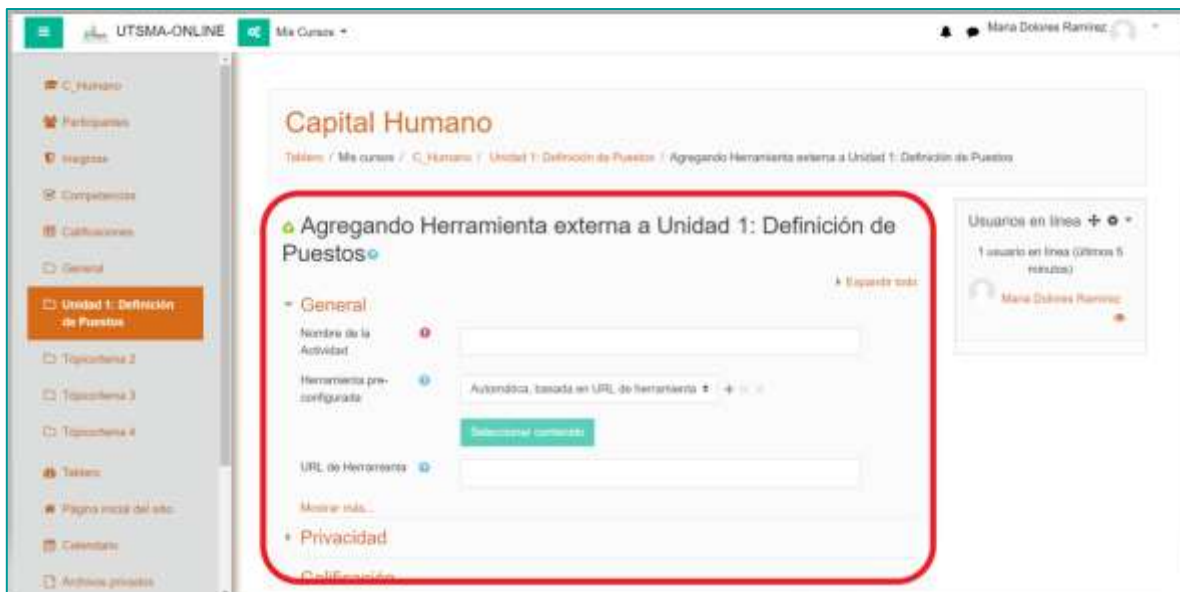 UTSMA-ONLINE
Mis Cursos
Maria Dolores Ramirez
C_Humano
Participantes
Insignias
Competencias
Calificaciones
General
Unidad 1: Definición
de Puestos
Tópico/tema 2
Tópico/tema 3
Tópico/tema 4
Tablero
Página inicial del sitio
Calendario
Archivos privados
Capital Humano
Tablero / Mis cursos / C_Humano / Unidad 1: Definición de Puestos / Agregando Herramienta externa a Unidad 1: Definición de Puestos
Agregando Herramienta externa a Unidad 1: Definición de
Puestos
Expandir todo
General
Nombre de la
Actividad
Herramienta pre-
configurada
Automática, basada en URL de herramienta
Seleccionar contenido
URL de Herramienta
Mostrar más...
Privacidad
Calificación
Usuarios en línea
1 usuario en línea (últimos 5
minutos)
Maria Dolores Ramirez